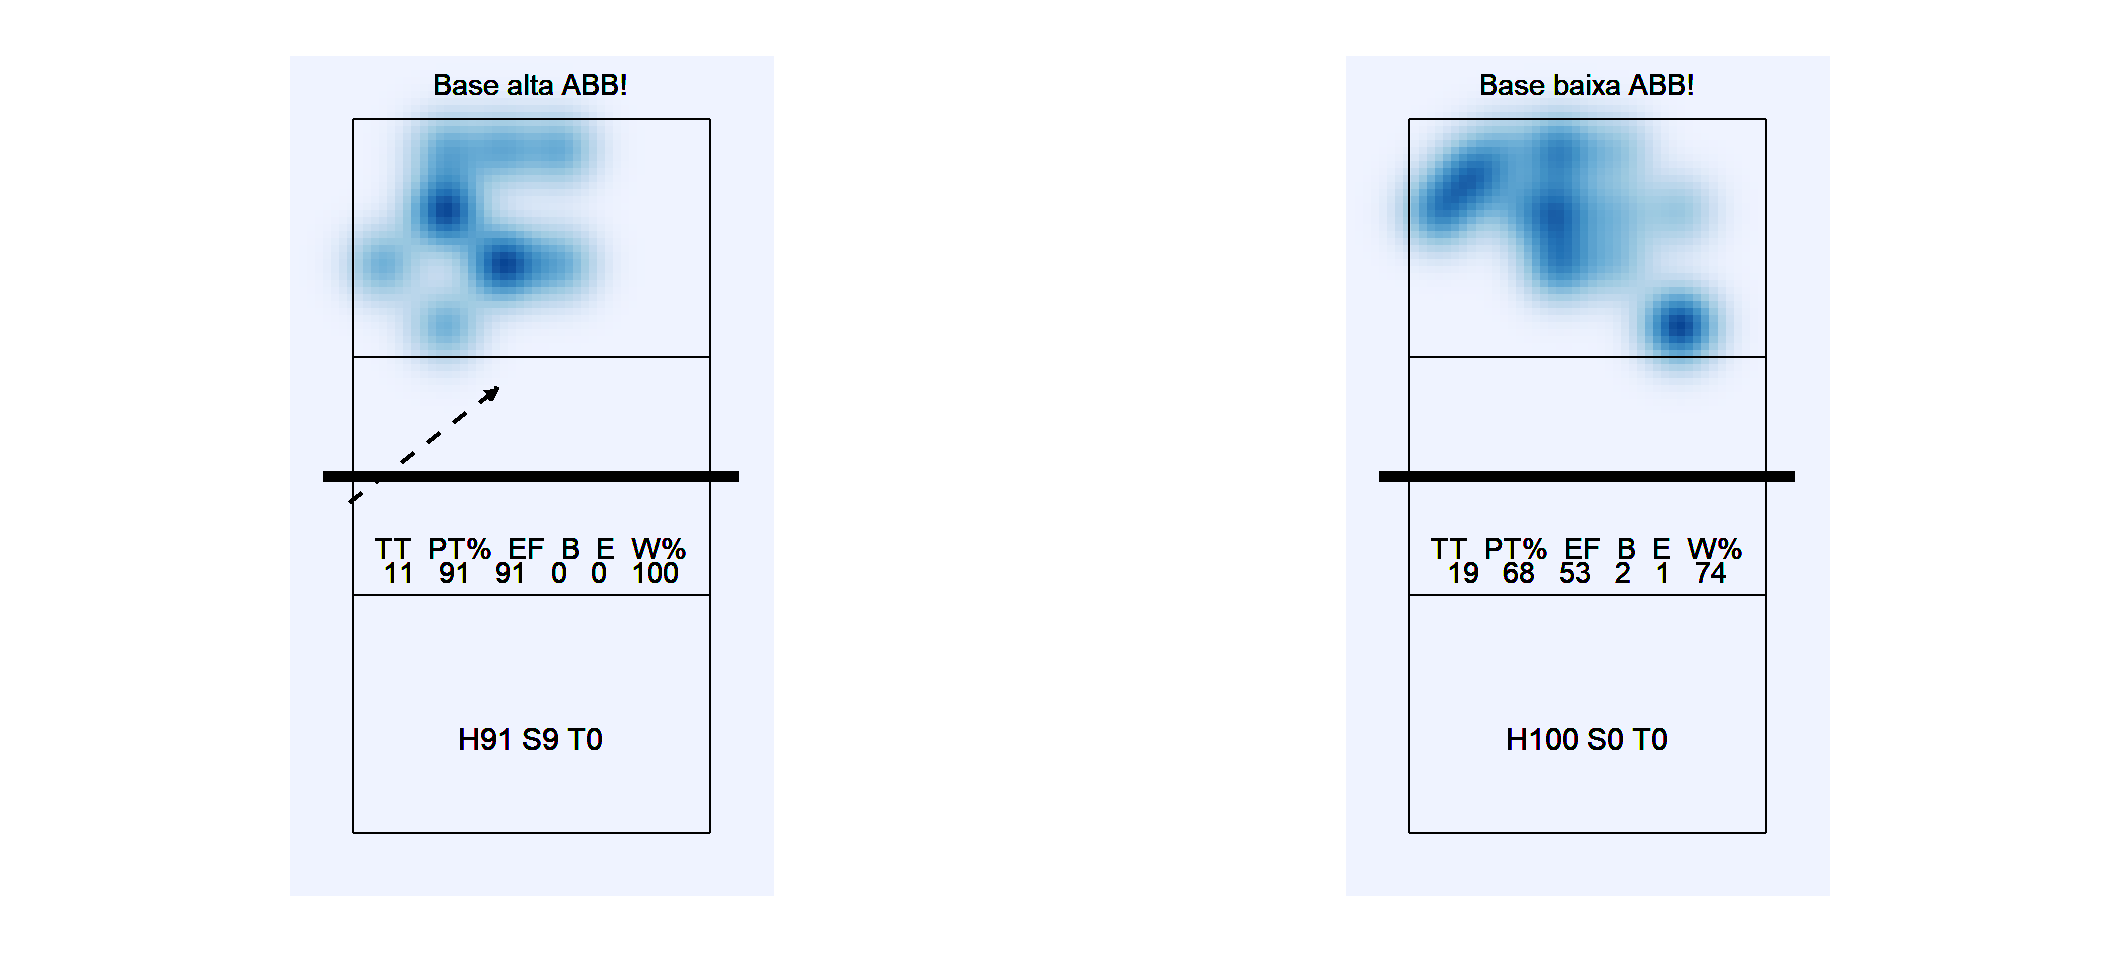 Base alta ABB!
TT PT% EF B E W%
11 91 91 0 0 100
H91 S9 T0
Base baixa ABB!
TT PT% EF B E W%
19 68 53 2 1 74
H100 S0 T0